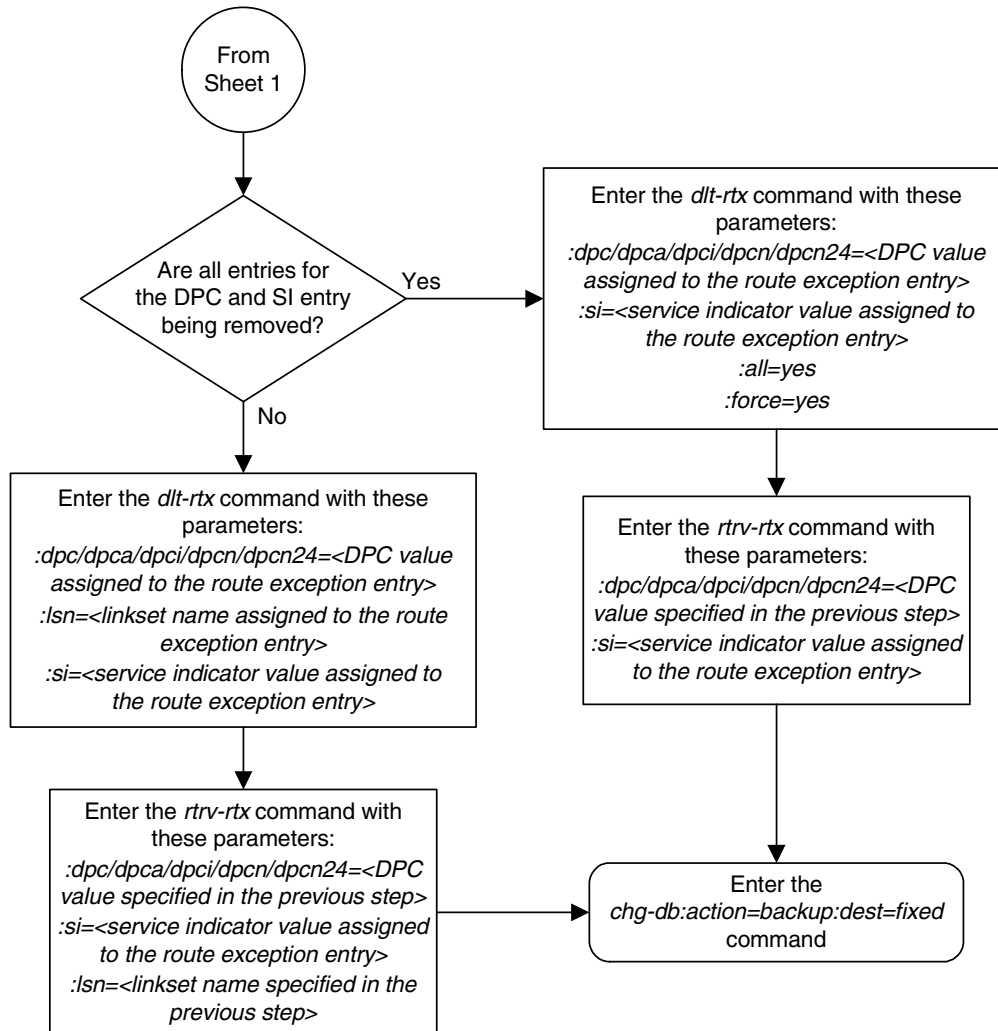 From
Sheet 1
Are all entries for
the DPC and SI entry
being removed?
Yes
No
Enter the dlt-rtx command with these
parameters:
:dpc/dpca/dpci/dpcn/dpcn24=<DPC value
assigned to the route exception entry>
:si=<service indicator value assigned to
the route exception entry>
:all=yes
:force=yes
Enter the dlt-rtx command with these
parameters:
:dpc/dpca/dpci/dpcn/dpcn24=<DPC value
assigned to the route exception entry>
:lsn=<linkset name assigned to the route
exception entry>
:si=<service indicator value assigned to
the route exception entry>
Enter the rtrv-rtx command with
these parameters:
:dpc/dpca/dpci/dpcn/dpcn24=<DPC
value specified in the previous step>
:si=<service indicator value assigned
to the route exception entry>
Enter the rtrv-rtx command with
these parameters:
:dpc/dpca/dpci/dpcn/dpcn24=<DPC
value specified in the previous step>
:si=<service indicator value assigned
to the route exception entry>
:lsn=<linkset name specified in the
previous step>
Enter the
chg-db:action=backup:dest=fixed
command